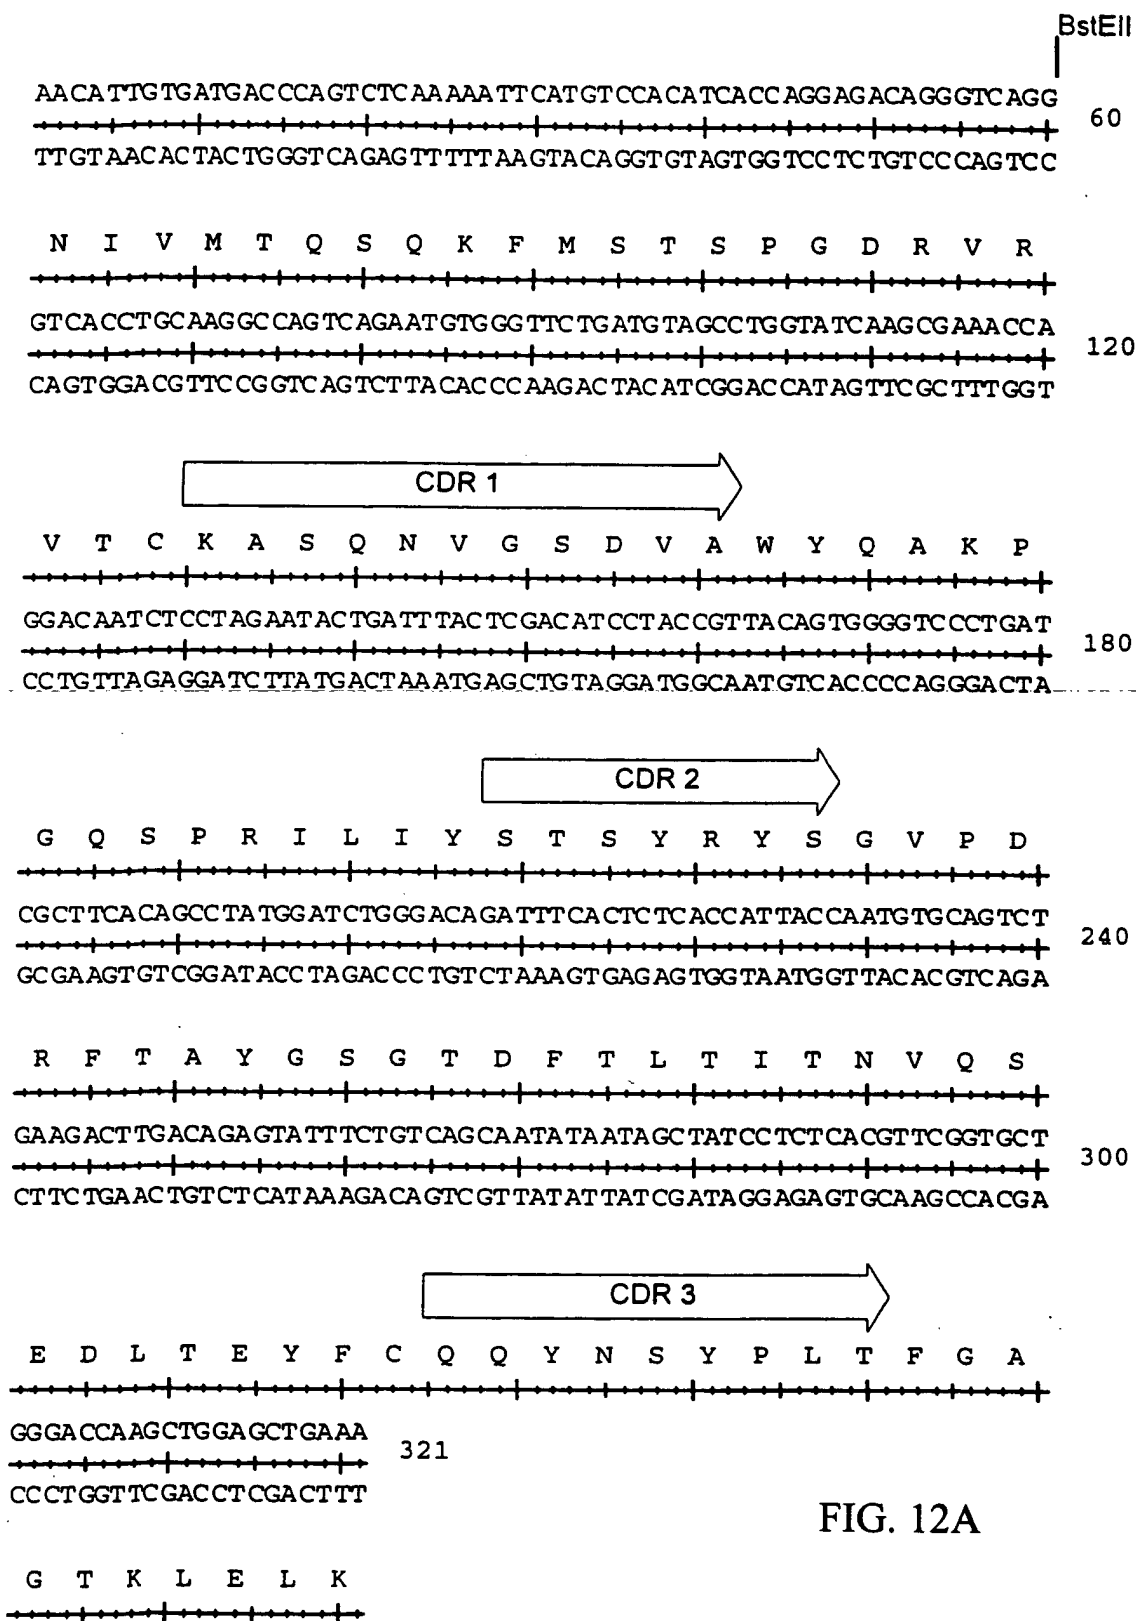 BstEII
AACATTGTGATGACCCAGTCTCAAAAATTCATGTCCACATCACCAGGAGACAGGGTCAGG
60
TTGTAACACTACTGGGTCAGAGTTTTTAAGTACAGGTGTAGTGGTCCTCTGTCCCAGTCC
N I V M T Q S Q K F M S T S P G D R V R
GTCACCTGCAAGGCCAGTCAGAATGTGGGTTCTGATGTAGCCTGGTATCAAGCGAAACCA
120
CAGTGGACGTTCCGGTCAGTCTTACACCCAAGACTACATCGGACCATAGTTCGCTTTGGT
CDR 1
V T C K A S Q N V G S D V A W Y Q A K P
GGACAATCTCCTAGAATACTGATTTACTCGACATCCTACCGTTACAGTGGGGTCCCTGAT
180
CCTGTTAGAGGATCTTATGACTAAATGAGCTGTAGGATGGCAATGTCACCCCAGGGACTA
CDR 2
G Q S P R I L I Y S T S Y R Y S G V P D
CGCTTCACAGCCTATGGATCTGGGACAGATTTCACTCTCACCATTACCAATGTGCAGTCT
240
GCGAAGTGTCGGATACCTAGACCCTGTCTAAAGTGAGAGTGGTAATGGTTACACGTCAGA
R F T A Y G S G T D F T L T I T N V Q S
GAAGACTTGACAGAGTATTTCTGTCAGCAATATAATAGCTATCCTCTCACGTTCGGTGCT
300
CTTCTGAACTGTCTCATAAAGACAGTCGTTATATTATCGATAGGAGAGTGCAAGCCACGA
CDR 3
E D L T E Y F C Q Q Y N S Y P L T F G A
GGGACCAAGCTGGAGCTGAAA
321
CCCTGGTTCGACCTCGACTTT
FIG. 12A
G T K L E L K